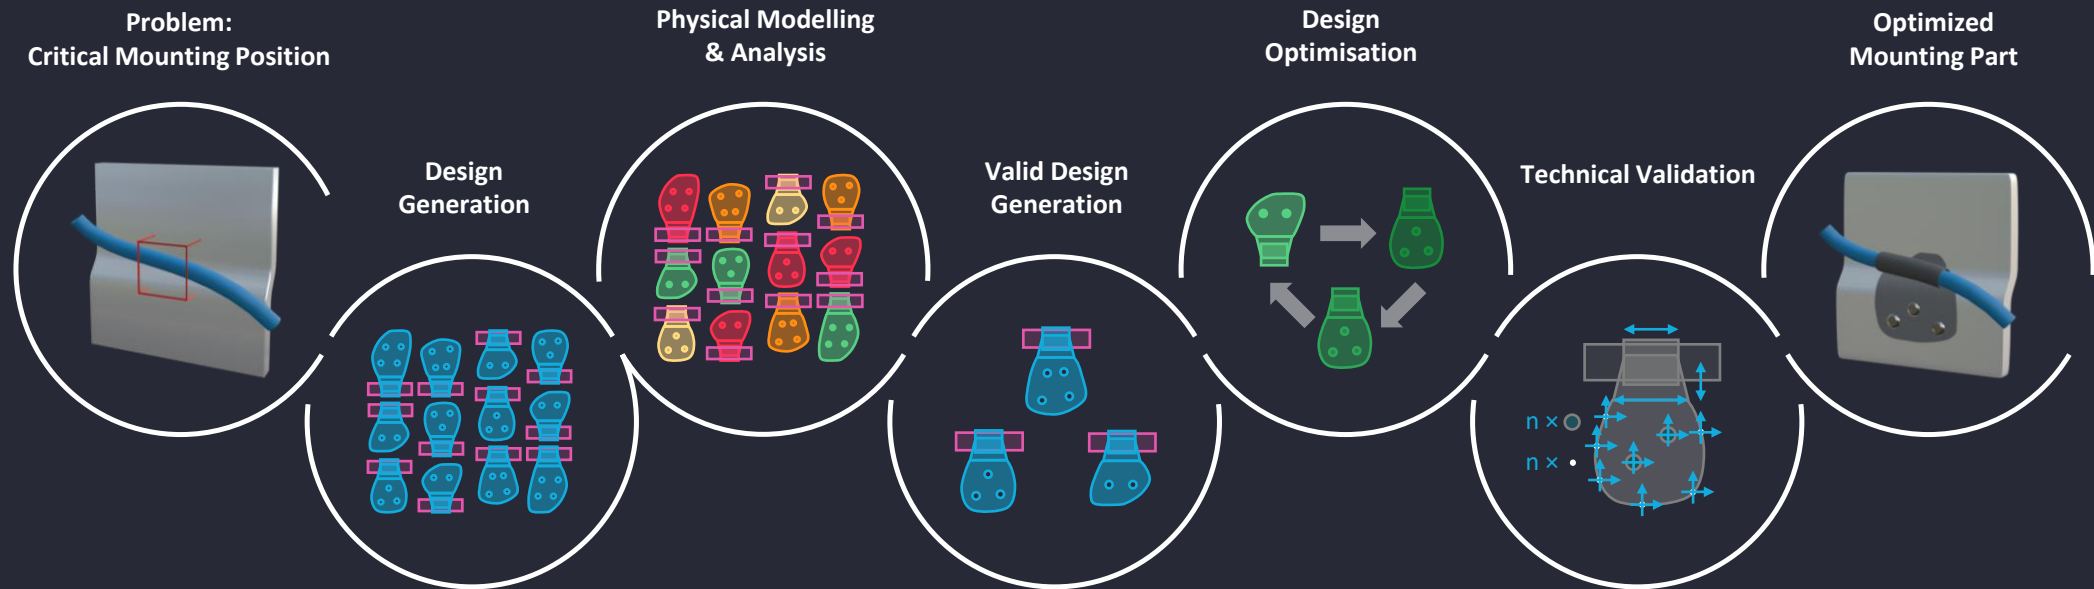 Problem:
Critical Mounting Position
Design
Generation
Physical Modelling
& Analysis
Valid Design
Generation
Design
Optimisation
Technical Validation
n ×
n ×
Optimized
Mounting Part